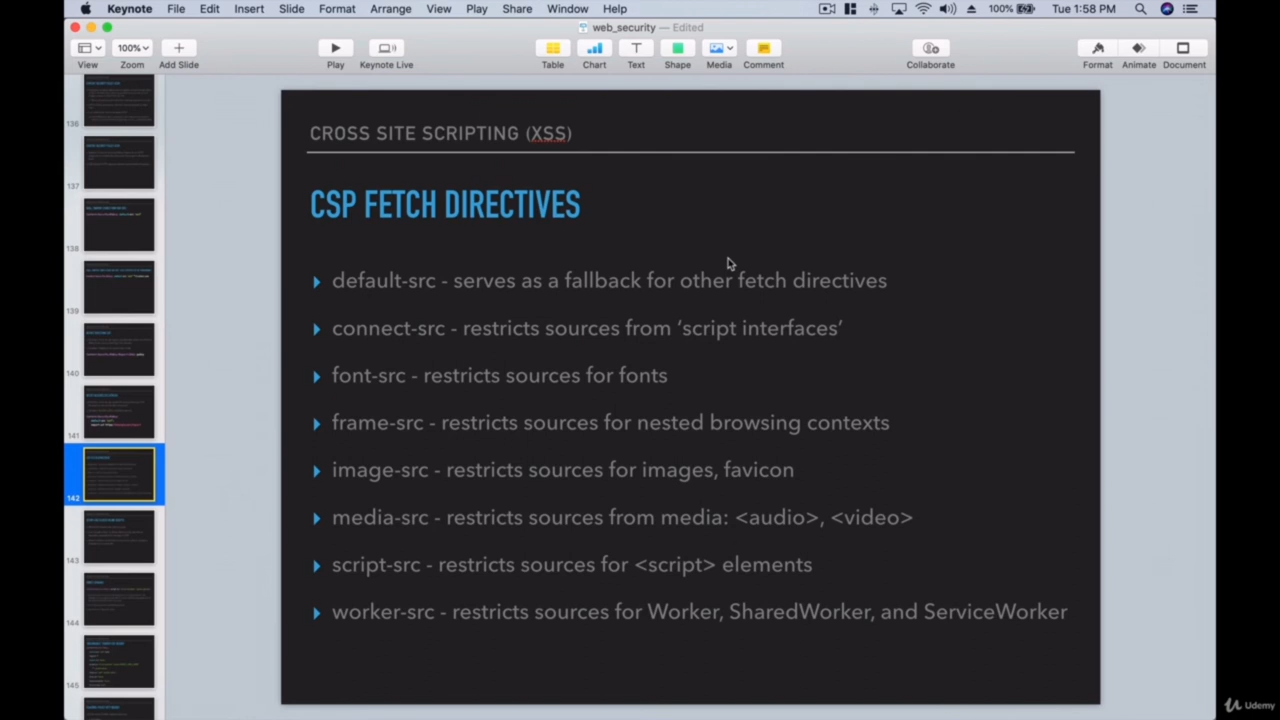 Keynote File Edit Insert Slide Format Arrange View Play Share Window Help 100% Tue 1:58 PM
web_security — Edited
100%
View Zoom Add Slide Play Keynote Live Table Chart Text Shape Media Comment Collaborate Format Animate Document
CROSS SITE SCRIPTING (XSS)
CSP FETCH DIRECTIVES
default-src - serves as a fallback for other fetch directives
connect-src - restricts sources from ‘script interfaces’
font-src - restricts sources for fonts
frame-src - restricts sources for nested browsing contexts
image-src - restricts sources for images, favicon
media-src - restricts sources for media: <audio>, <video>
script-src - restricts sources for <script> elements
worker-src - restricts sources for Worker, SharedWorker, and ServiceWorker
136
137
138
139
140
141
142
143
144
145
Udemy